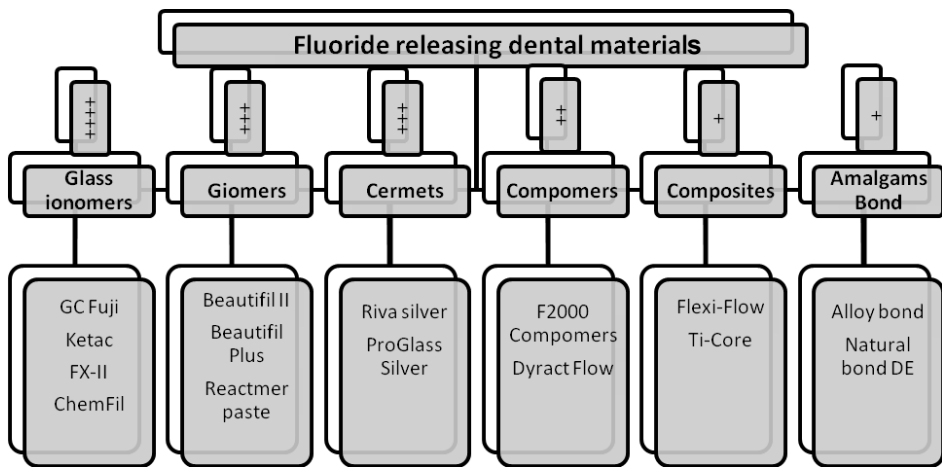 Fluoride releasing dental materials
++++
+++
+++
++
+
+
Glass
ionomers
Giomers
Cermets
Compomers
Composites
Amalgams
Bond
GC Fuji
Ketac
FX-II
ChemFil
Beautifil II
Beautifil
Plus
Reactmer
paste
Riva silver
ProGlass
Silver
F2000
Compomers
Dyract Flow
Flexi-Flow
Ti-Core
Alloy bond
Natural
bond DE